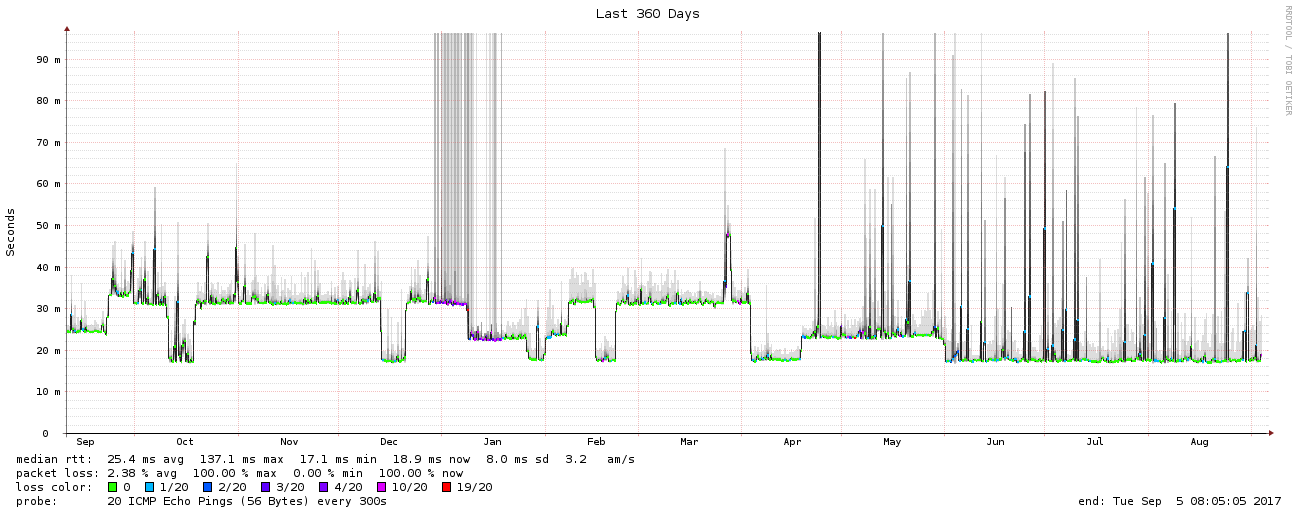 Last 360 Days
RRDTOOL / TOBI OETIKER
Seconds
90 m
80 m
70 m
60 m
50 m
40 m
30 m
20 m
10 m
0
Sep Oct Nov Dec Jan Feb Mar Apr May Jun Jul Aug
median rtt: 25.4 ms avg 137.1 ms max 17.1 ms min 18.9 ms now 8.0 ms sd 3.2 am/s
packet loss: 2.38 % avg 100.00 % max 0.00 % min 100.00 % now
loss color: 0 1/20 2/20 3/20 4/20 10/20 19/20
probe: 20 ICMP Echo Pings (56 Bytes) every 300s end: Tue Sep 5 08:05:05 2017